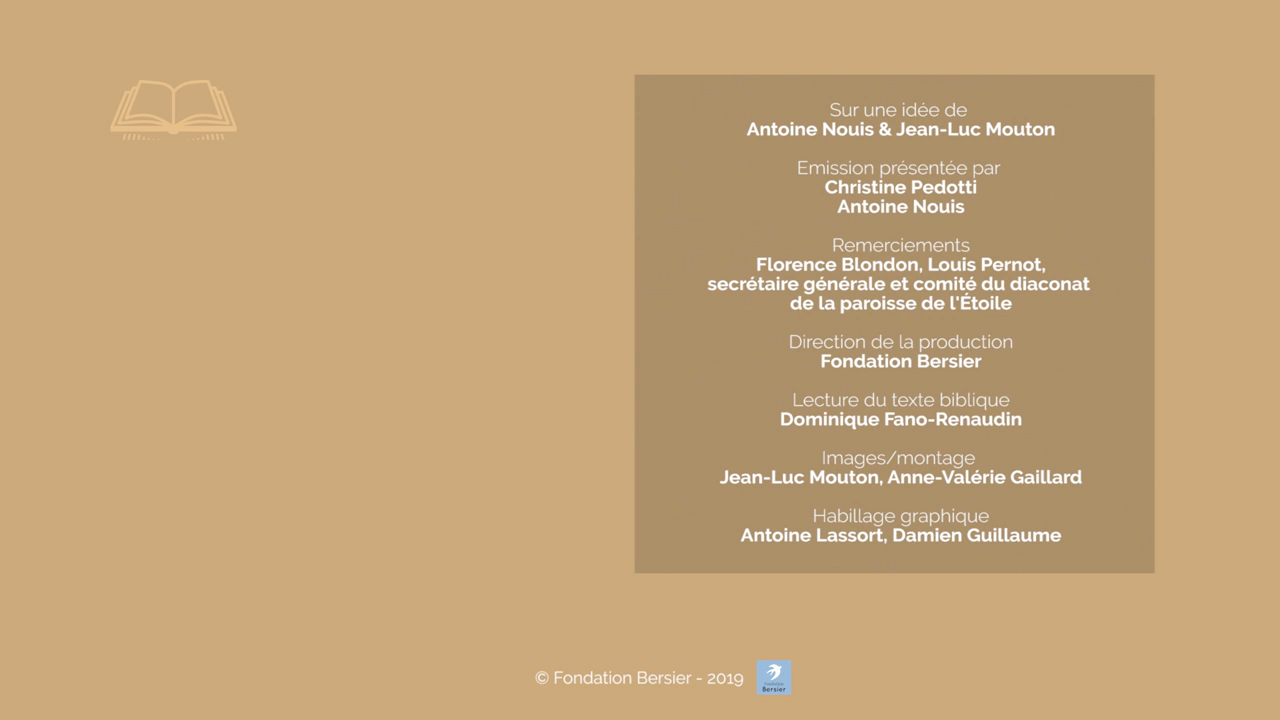 Sur une idée de
Antoine Nouis & Jean-Luc Mouton
Emission présentée par
Christine Pedotti
Antoine Nouis
Remerciements
Florence Blondon, Louis Pernot,
secrétaire générale et comité du diaconat
de la paroisse de l'Étoile
Direction de la production
Fondation Bersier
Lecture du texte biblique
Dominique Fano-Renaudin
Images/montage
Jean-Luc Mouton, Anne-Valérie Gaillard
Habillage graphique
Antoine Lassort, Damien Guillaume
© Fondation Bersier - 2019
Fondation
Bersier